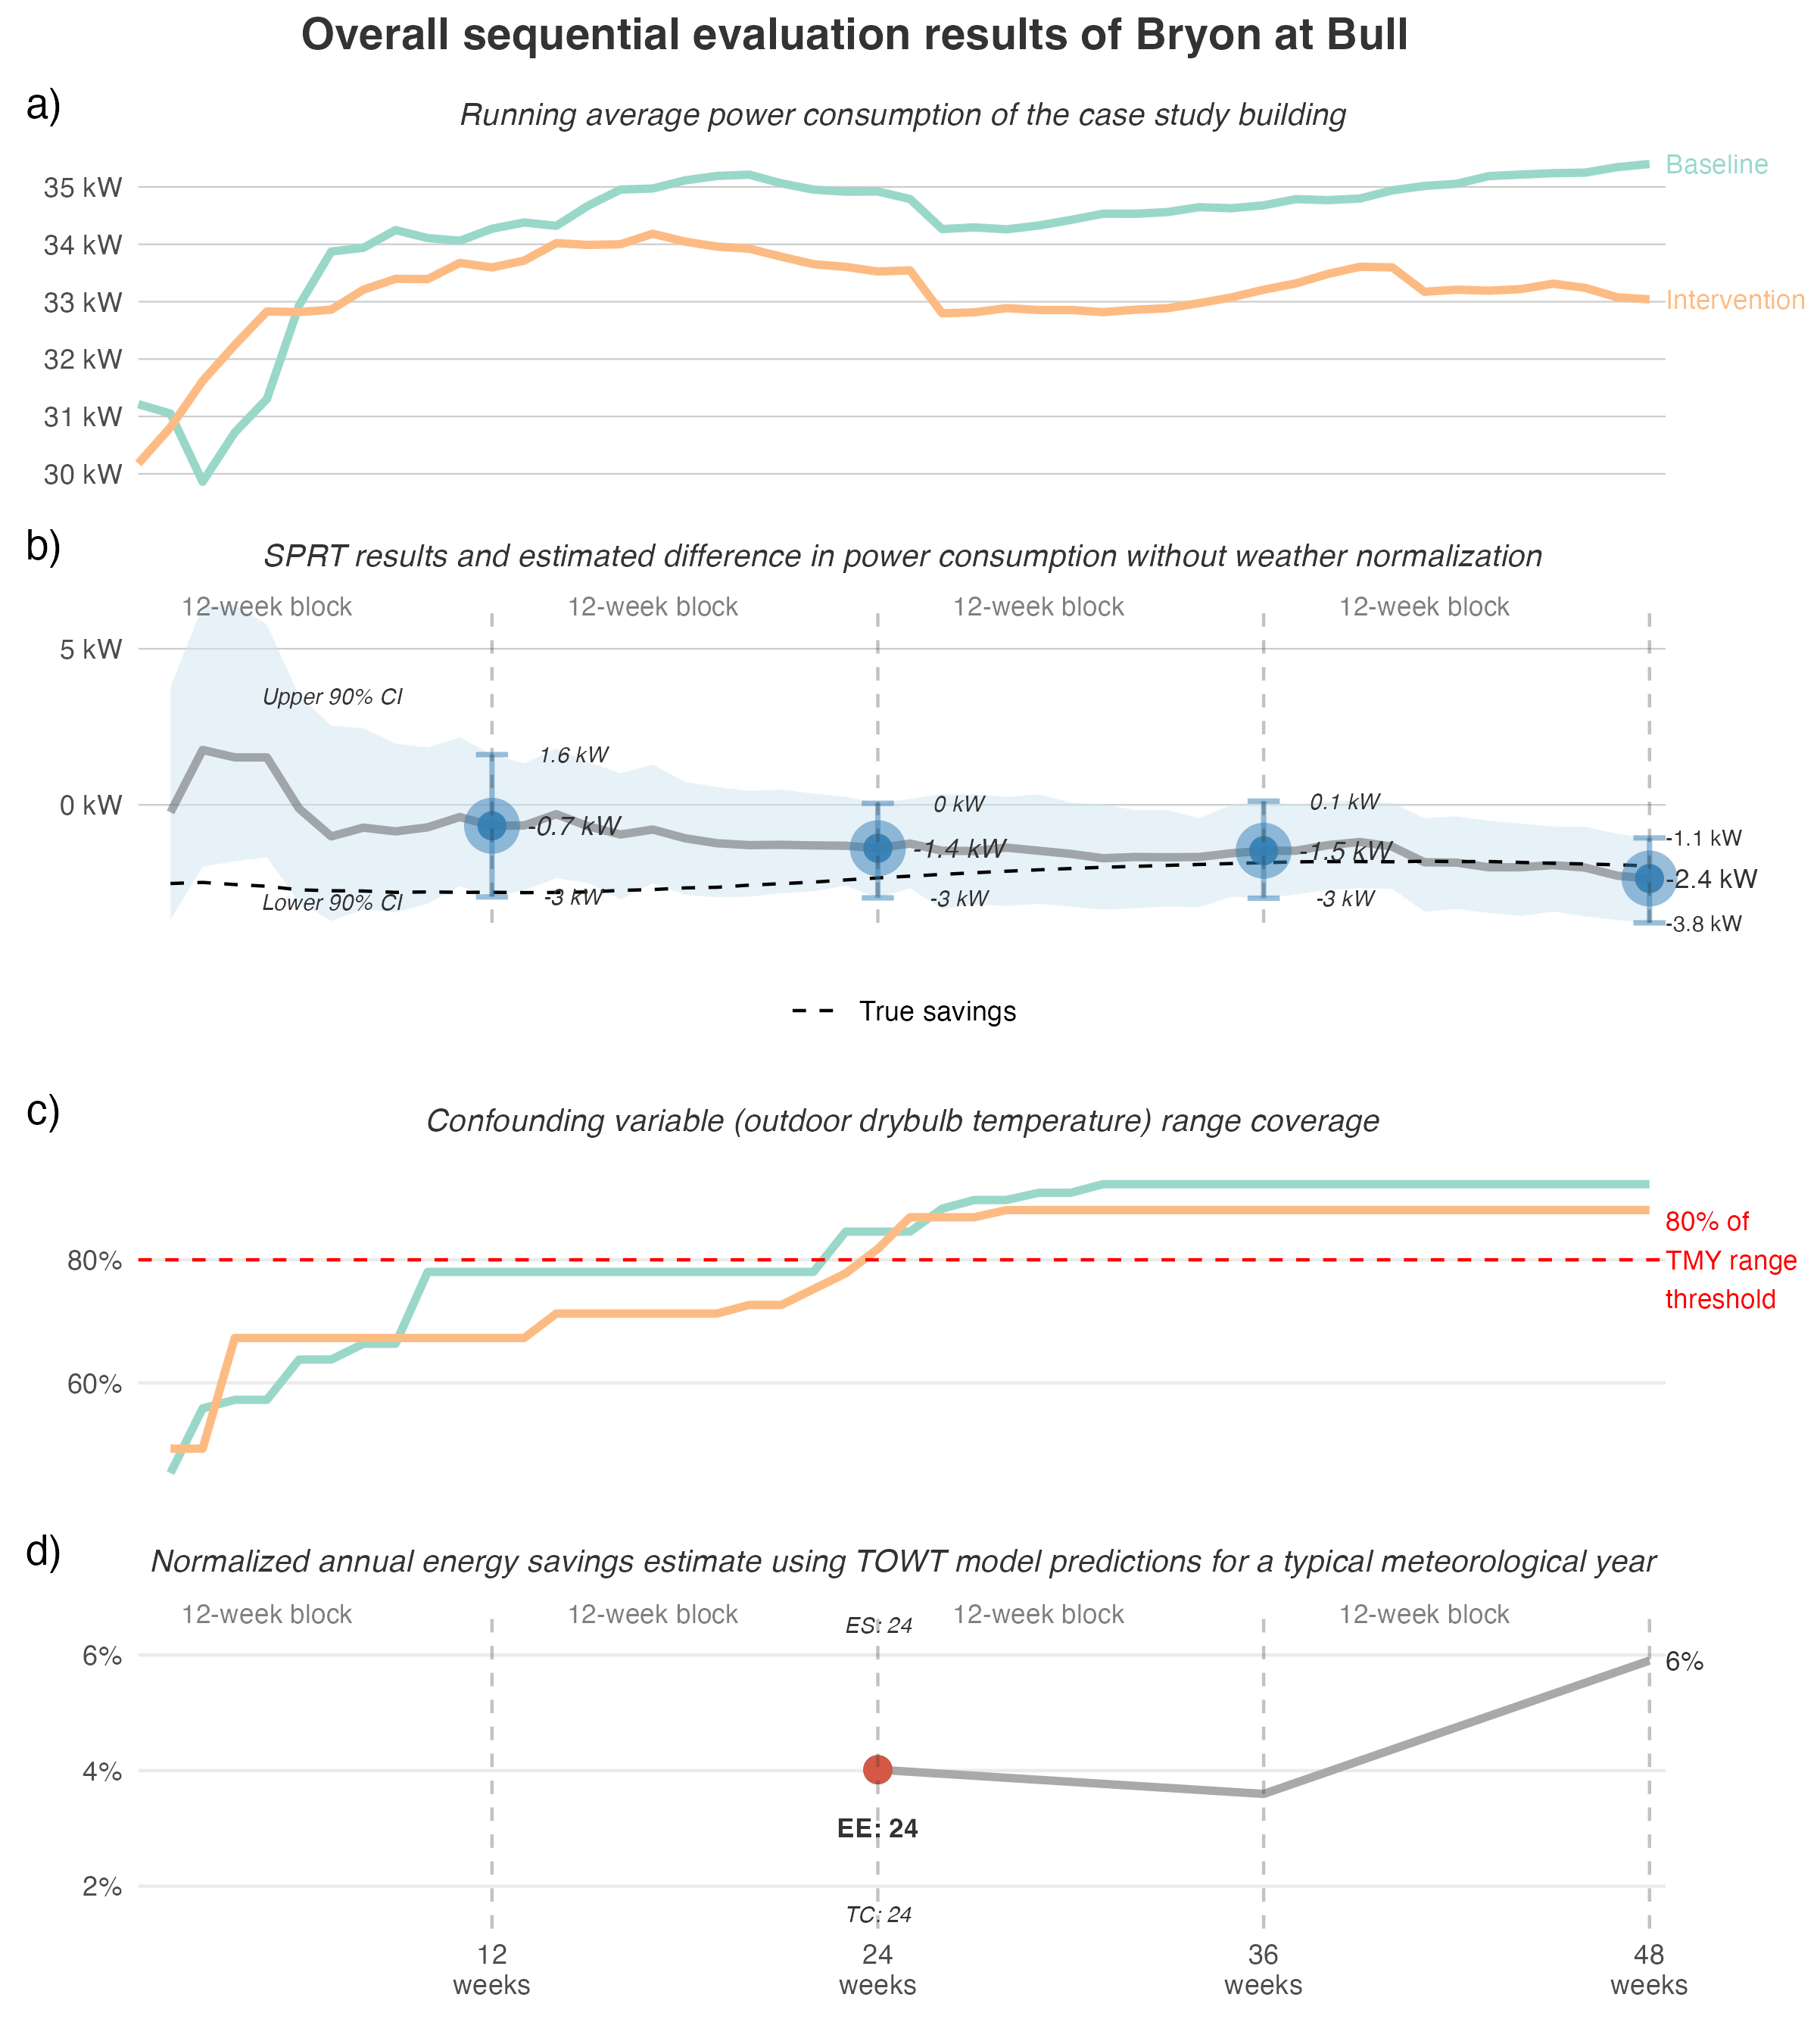 Overall sequential evaluation results of Bryon at Bull
a)
Running average power consumption of the case study building
35 kW
34 kW
33 kW
32 kW
31 kW
30 kW
Baseline
Intervention
b)
SPRT results and estimated difference in power consumption without weather normalization
12-week block
12-week block
12-week block
12-week block
5 kW
0 kW
Upper 90% CI
Lower 90% CI
1.6 kW
-0.7 kW
-3 kW
0 kW
-1.4 kW
-3 kW
0.1 kW
-1.5 kW
-3 kW
-1.1 kW
-2.4 kW
-3.8 kW
True savings
c)
Confounding variable (outdoor drybulb temperature) range coverage
80%
60%
80% of
TMY range
threshold
d)
Normalized annual energy savings estimate using TOWT model predictions for a typical meteorological year
12-week block
12-week block
12-week block
12-week block
ES: 24
6%
4%
2%
6%
EE: 24
TC: 24
12
weeks
24
weeks
36
weeks
48
weeks